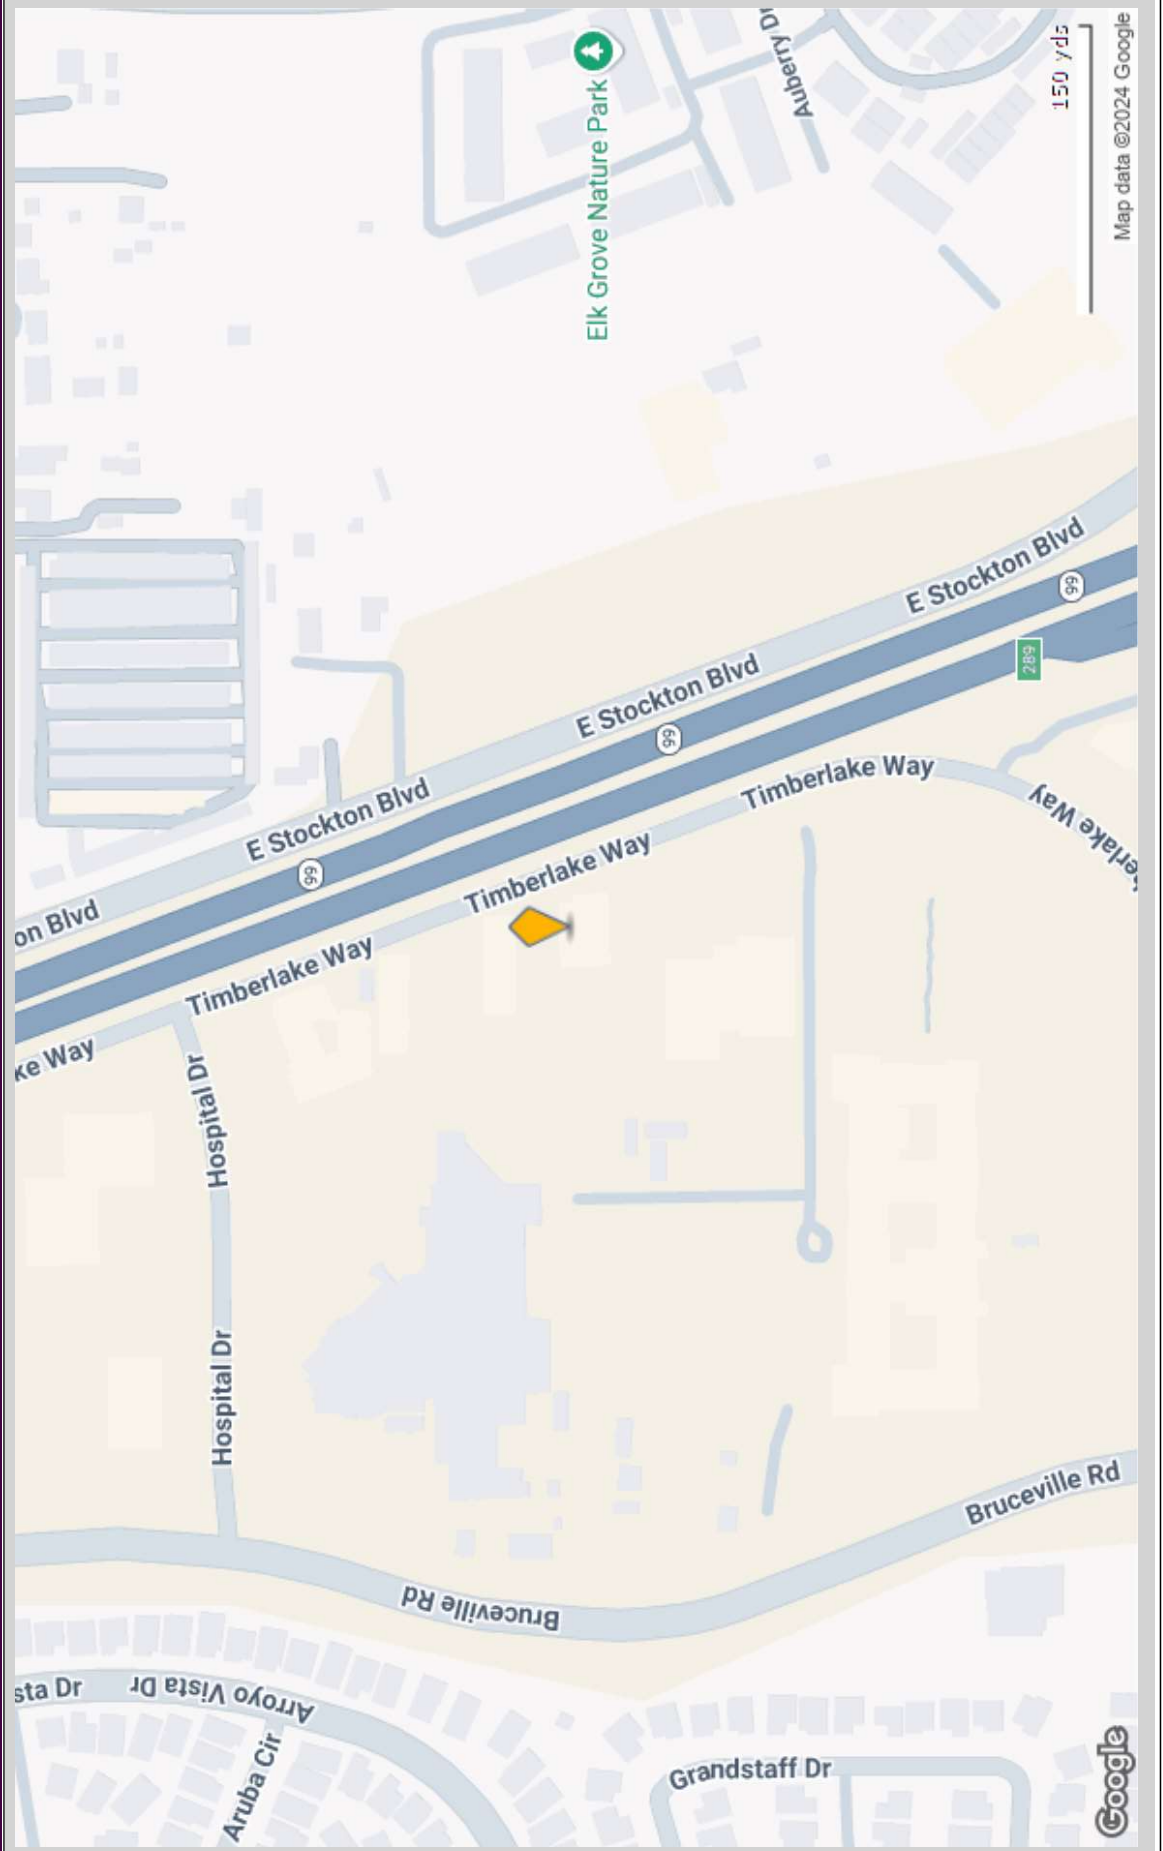 sta Dr
ke Way
on Blvd
Arroyo Vista Dr
Hospital Dr
Aruba Cir
Hospital Dr
Timberlake Way
99
E Stockton Blvd
Bruceville Rd
Timberlake Way
Elk Grove Nature Park
99
E Stockton Blvd
Grandstaff Dr
Auberry Dr
Timberlake Way
E Stockton Blvd
289
Bruceville Rd
99
erlake Way
150 yds
Google
Map data ©2024 Google